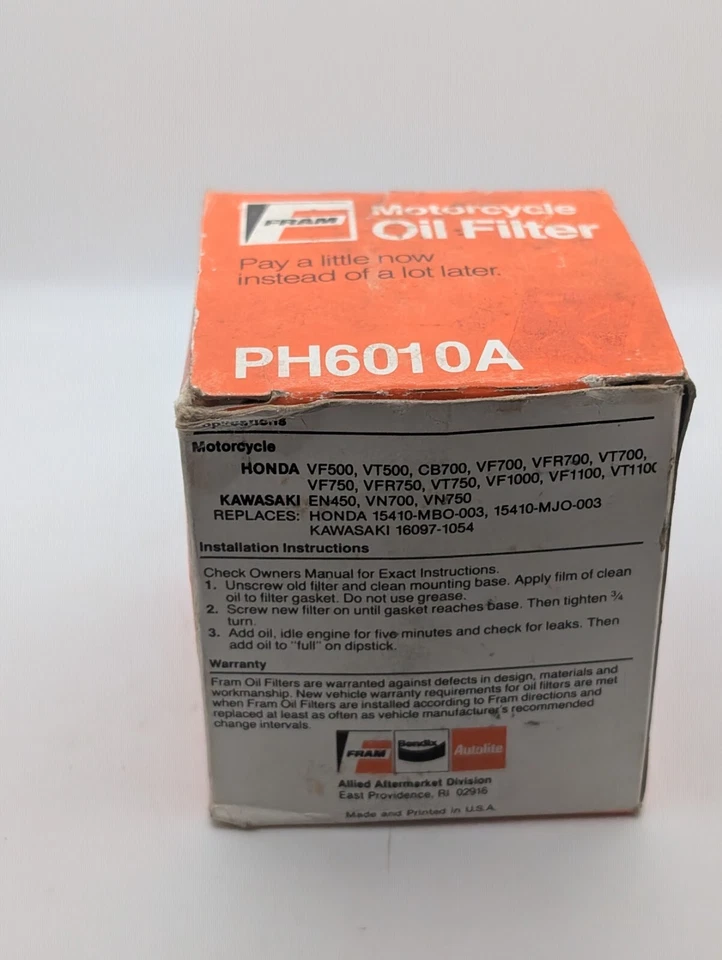 FRAM
Motorcycle
Oil Filter
Pay a little now
instead of a lot later.
PH6010A
Motorcycle
HONDA VF500, VT500, CB700, VF700, VFR700, VT700,
VF750, VFR750, VT750, VF1000, VF1100, VT1100
KAWASAKI EN450, VN700, VN750
REPLACES: HONDA 15410-MBO-003, 15410-MJO-003
KAWASAKI 16097-1054
Installation Instructions
Check Owners Manual for Exact Instructions.
1. Unscrew old filter and clean mounting base. Apply film of clean
oil to filter gasket. Do not use grease.
2. Screw new filter on until gasket reaches base. Then tighten ¾
turn.
3. Add oil, idle engine for five minutes and check for leaks. Then
add oil to "full" on dipstick.
Warranty
Fram Oil Filters are warranted against defects in design, materials and
workmanship. New vehicle warranty requirements for oil filters are met
when Fram Oil Filters are installed according to Fram directions and
replaced at least as often as vehicle manufacturer's recommended
change intervals.
FRAM Bendix Autolite
Allied Aftermarket Division
East Providence, RI 02916
Made and Printed in U.S.A.